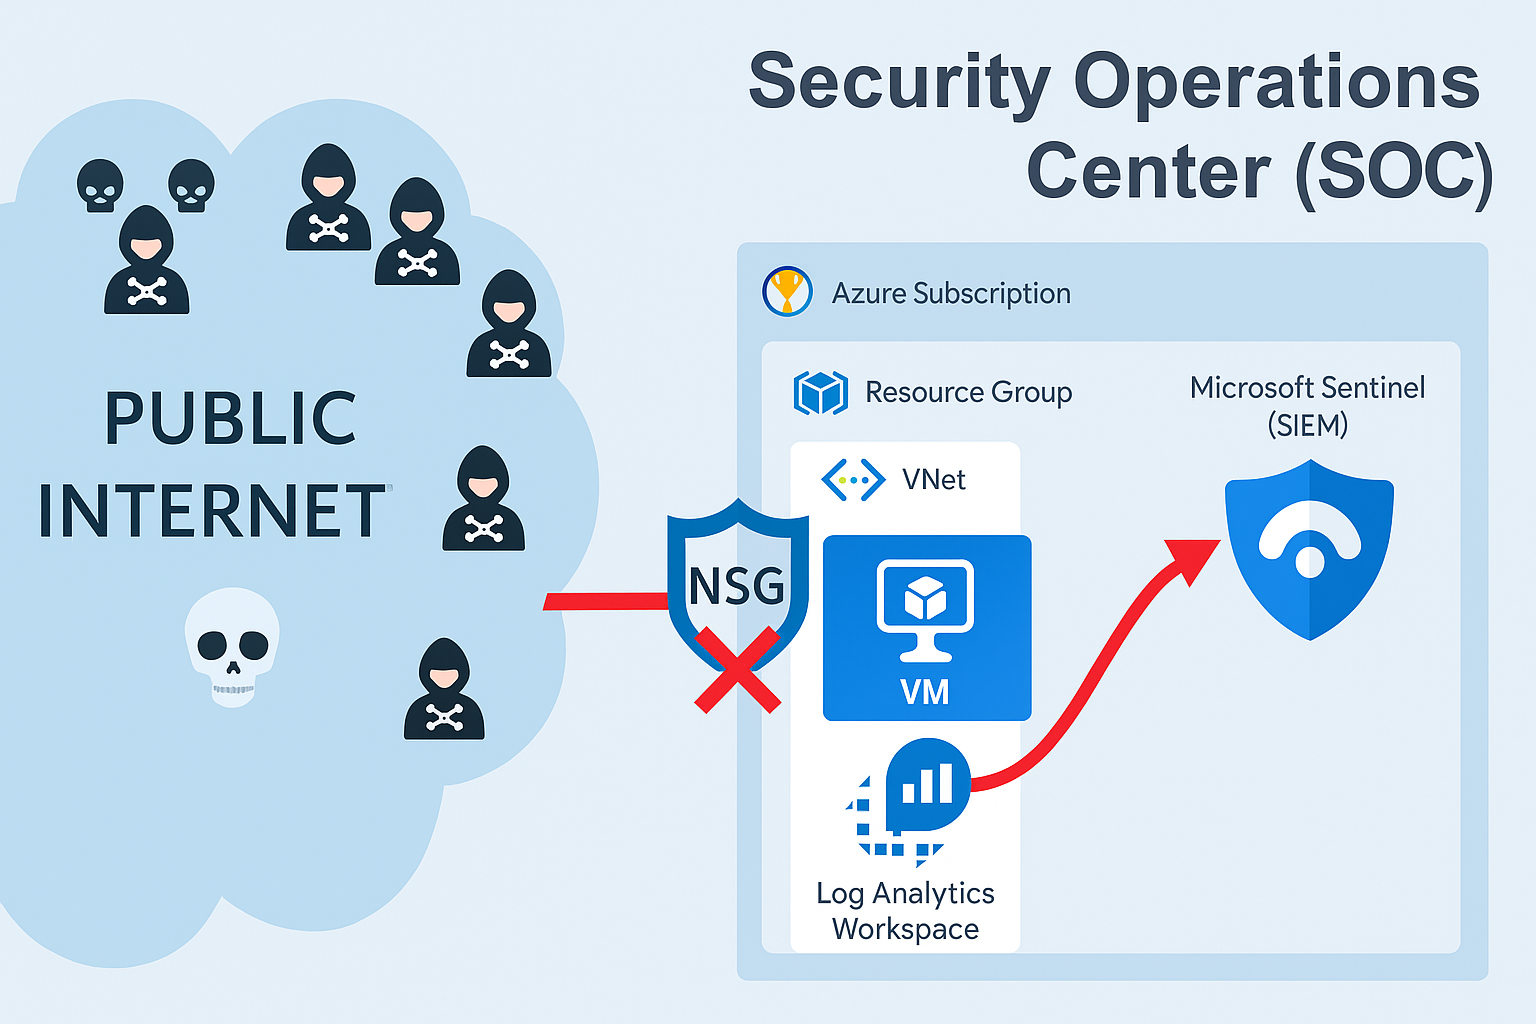 Security Operations
Center (SOC)
PUBLIC
INTERNET
Azure Subscription
Resource Group
Microsoft Sentinel
(SIEM)
VNet
NSG
VM
Log Analytics
Workspace